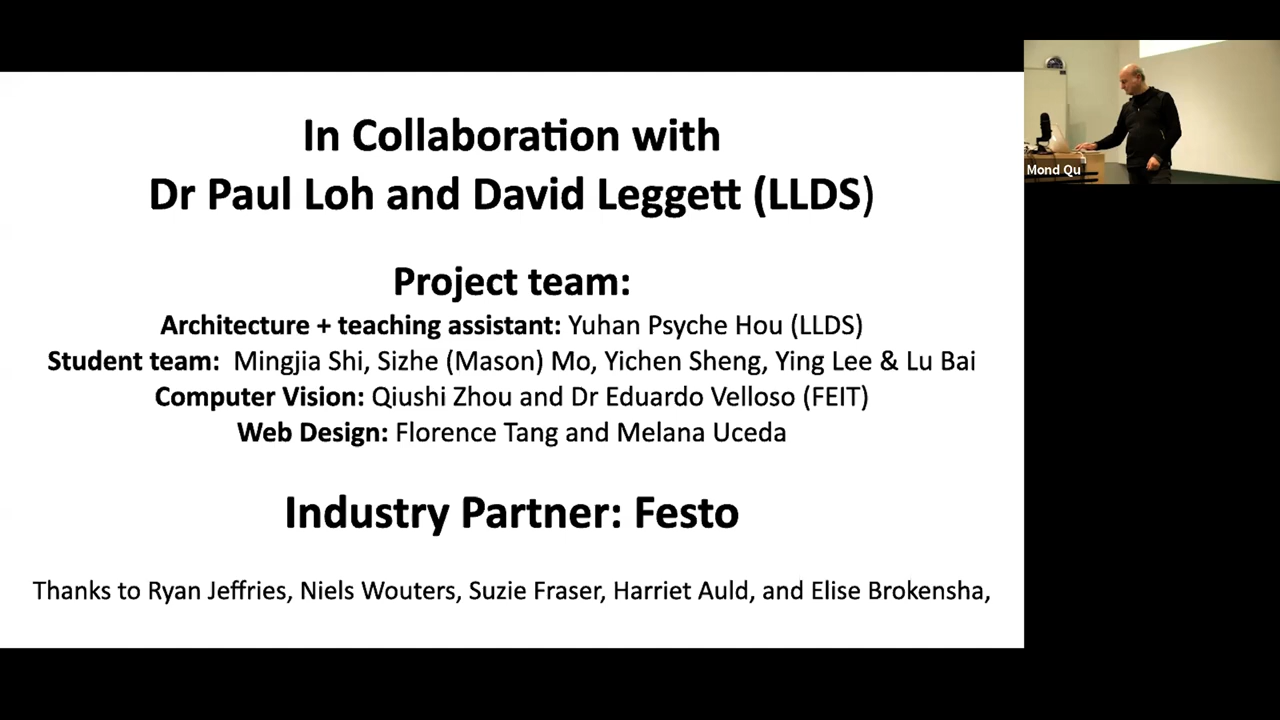 In Collaboration with
Dr Paul Loh and David Leggett (LLDS)
Project team:
Architecture + teaching assistant: Yuhan Psyche Hou (LLDS)
Student team: Mingjia Shi, Sizhe (Mason) Mo, Yichen Sheng, Ying Lee & Lu Bai
Computer Vision: Qiushi Zhou and Dr Eduardo Velloso (FEIT)
Web Design: Florence Tang and Melana Uceda
Industry Partner: Festo
Thanks to Ryan Jeffries, Niels Wouters, Suzie Fraser, Harriet Auld, and Elise Brokensha,
Mond Qu